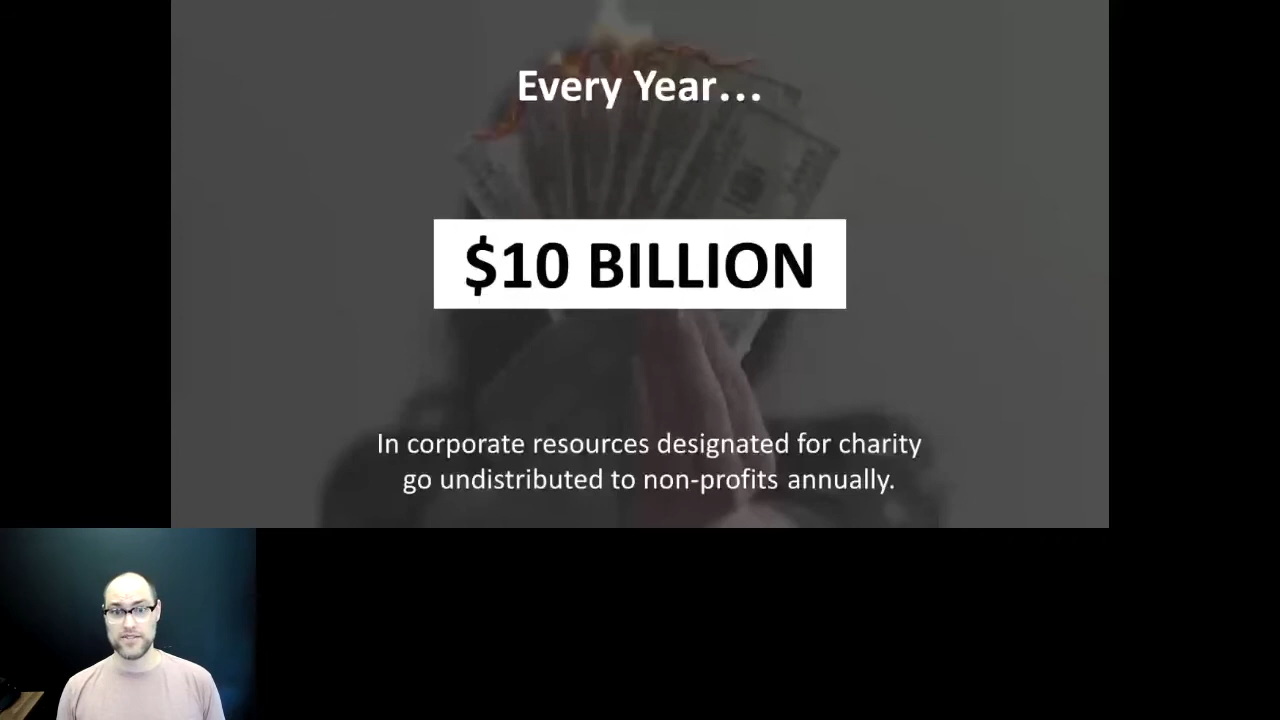 Every Year...
$10 BILLION
In corporate resources designated for charity
go undistributed to non-profits annually.